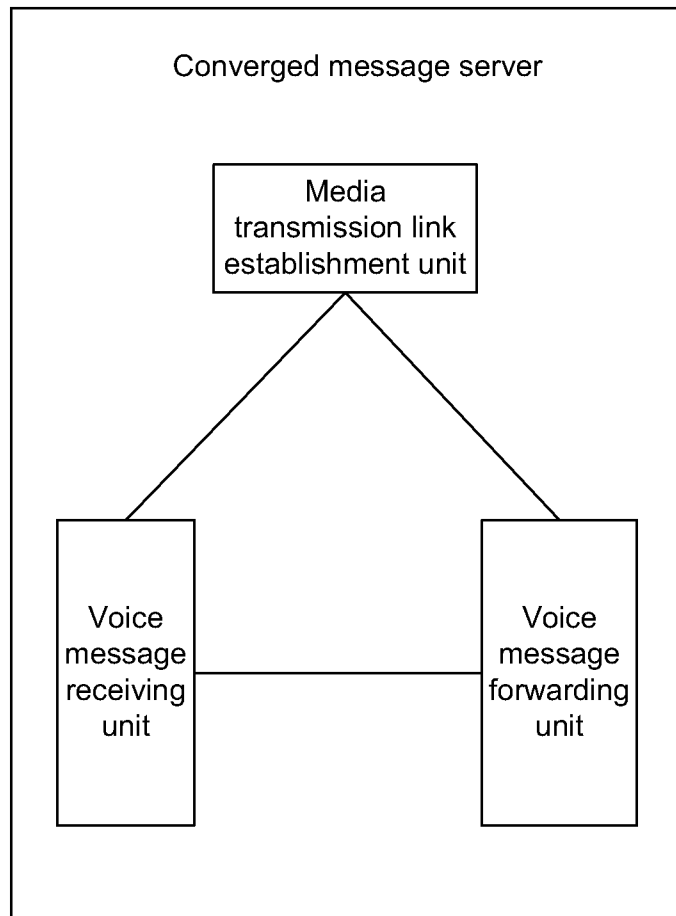 Converged message server
Media
transmission link
establishment unit
Voice
message
receiving
unit
Voice
message
forwarding
unit